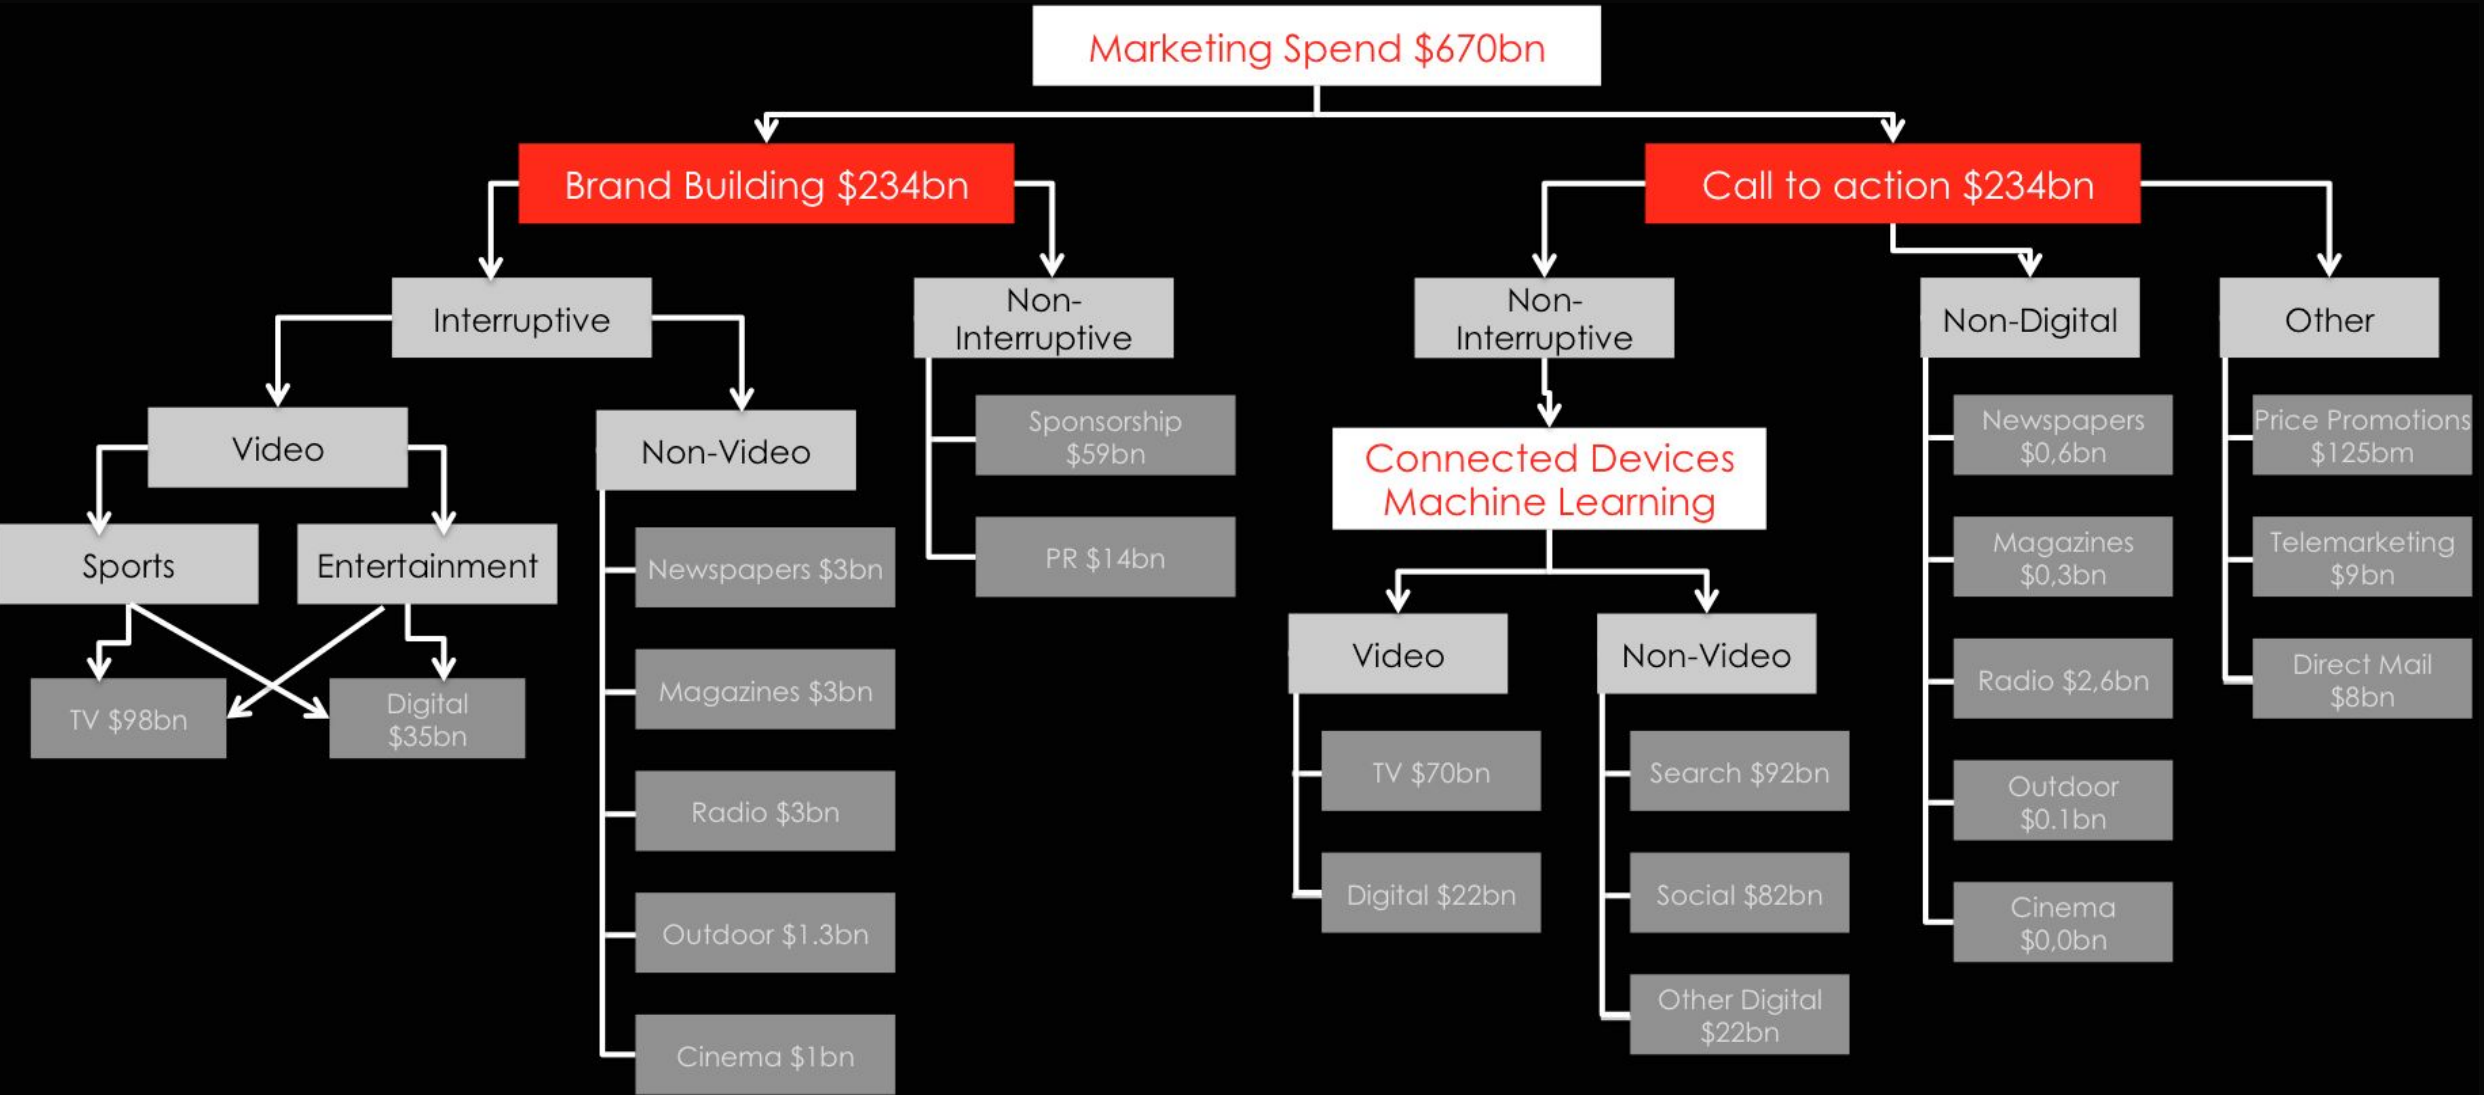 Marketing Spend $670bn
Brand Building $234bn
Call to action $234bn
Interruptive
Non-
Interruptive
Non-
Interruptive
Non-Digital
Other
Video
Non-Video
Sponsorship
$59bn
PR $14bn
Sports
Entertainment
TV $98bn
Digital
$35bn
Newspapers $3bn
Magazines $3bn
Radio $3bn
Outdoor $1.3bn
Cinema $1bn
Connected Devices
Machine Learning
Video
Non-Video
TV $70bn
Digital $22bn
Search $92bn
Social $82bn
Other Digital
$22bn
Newspapers
$0,6bn
Magazines
$0,3bn
Radio $2,6bn
Outdoor
$0.1bn
Cinema
$0,0bn
Price Promotions
$125bm
Telemarketing
$9bn
Direct Mail
$8bn